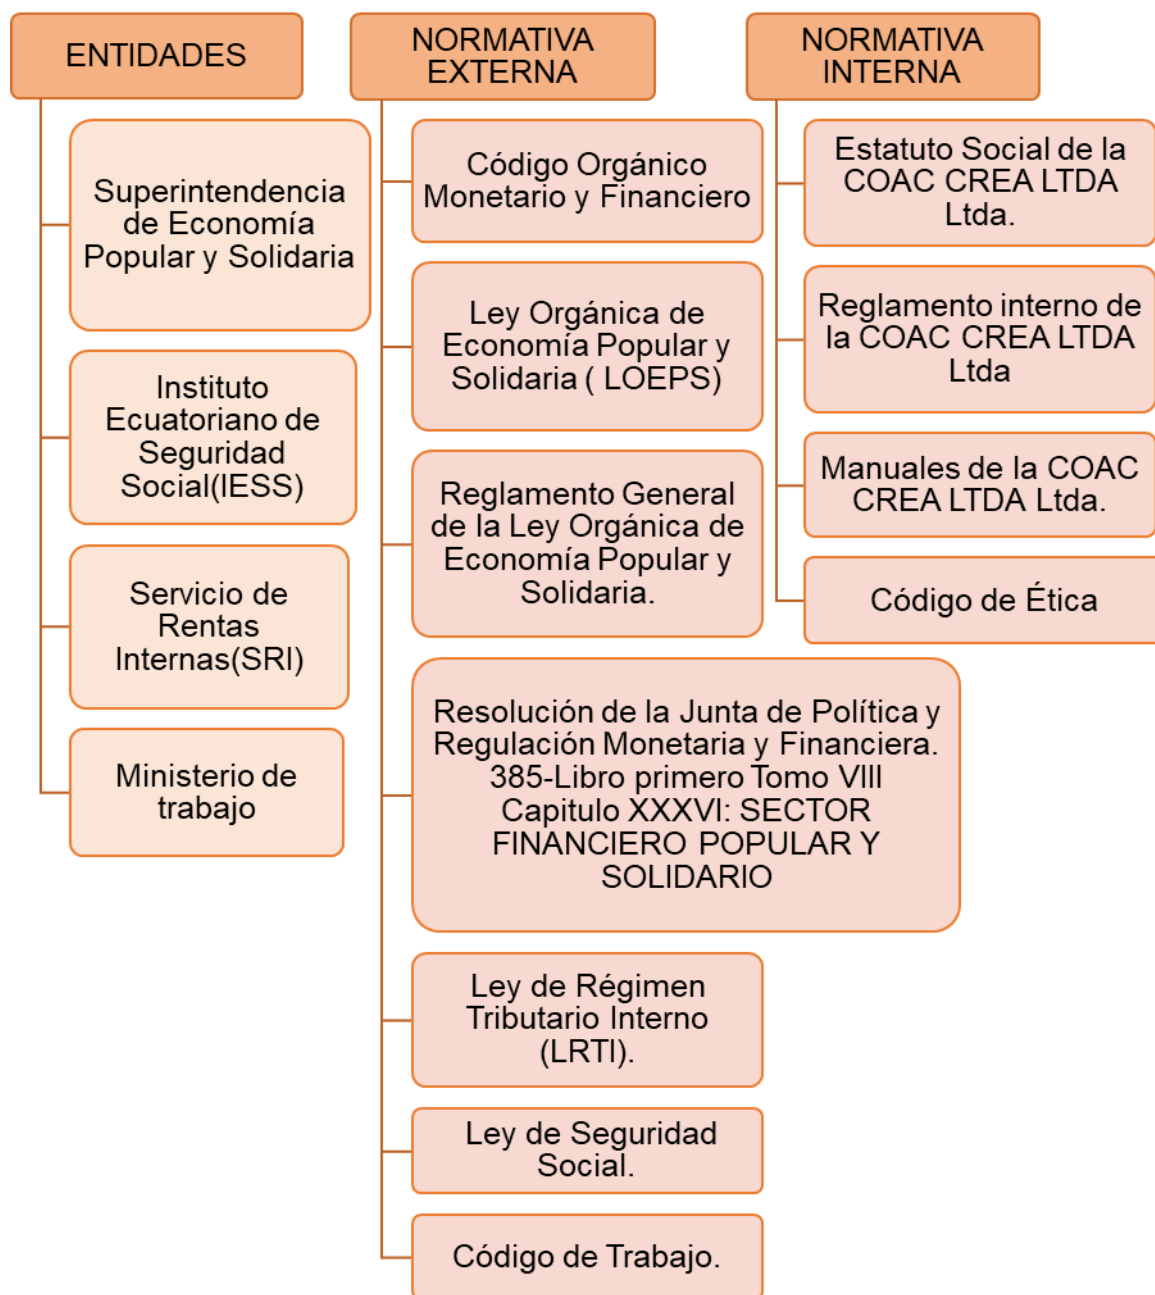 ENTIDADES
Superintendencia
de Economía
Popular y Solidaria
Instituto
Ecuatoriano de
Seguridad
Social(IESS)
Servicio de
Rentas
Internas(SRI)
Ministerio de
trabajo
NORMATIVA
EXTERNA
Código Orgánico
Monetario y Financiero
Ley Orgánica de
Economía Popular y
Solidaria ( LOEPS)
Reglamento General
de la Ley Orgánica de
Economía Popular y
Solidaria.
Resolución de la Junta de Política y
Regulación Monetaria y Financiera.
385-Libro primero Tomo VIII
Capitulo XXXVI: SECTOR
FINANCIERO POPULAR Y
SOLIDARIO
Ley de Régimen
Tributario Interno
(LRTI).
Ley de Seguridad
Social.
Código de Trabajo.
NORMATIVA
INTERNA
Estatuto Social de la
COAC CREA LTDA
Ltda.
Reglamento interno de
la COAC CREA LTDA
Ltda
Manuales de la COAC
CREA LTDA Ltda.
Código de Ética